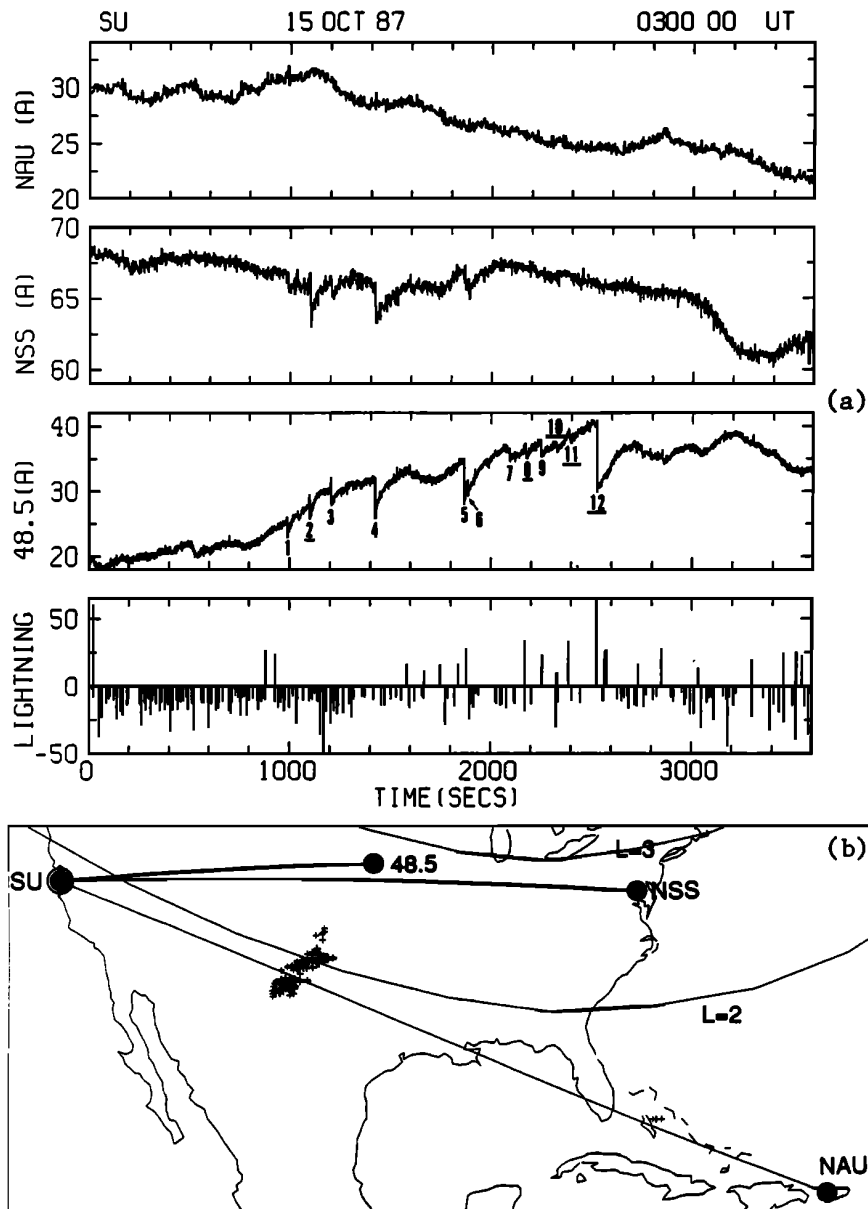 SU 15 OCT 87 0300 00 UT
30
25
20
NAU (A)
70
65
60
NSS (A)
(a)
40
30
20
48.5(A)
1 2 3 4 5 6 7 8 9 10 11 12
50
0
-50
LIGHTNING
0 1000 2000 3000
TIME(SECS)
(b)
L=3
48.5
SU
NSS
L=2
NAU